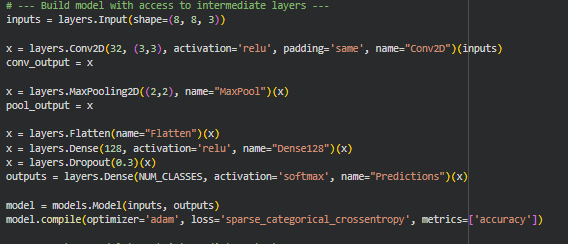 # --- Build model with access to intermediate layers ---
inputs = layers.Input(shape=(8, 8, 3))
x = layers.Conv2D(32, (3,3), activation='relu', padding='same', name="Conv2D")(inputs)
conv_output = x
x = layers.MaxPooling2D((2,2), name="MaxPool")(x)
pool_output = x
x = layers.Flatten(name="Flatten")(x)
x = layers.Dense(128, activation='relu', name="Dense128")(x)
x = layers.Dropout(0.3)(x)
outputs = layers.Dense(NUM_CLASSES, activation='softmax', name="Predictions")(x)
model = models.Model(inputs, outputs)
model.compile(optimizer='adam', loss='sparse_categorical_crossentropy', metrics=['accuracy'])